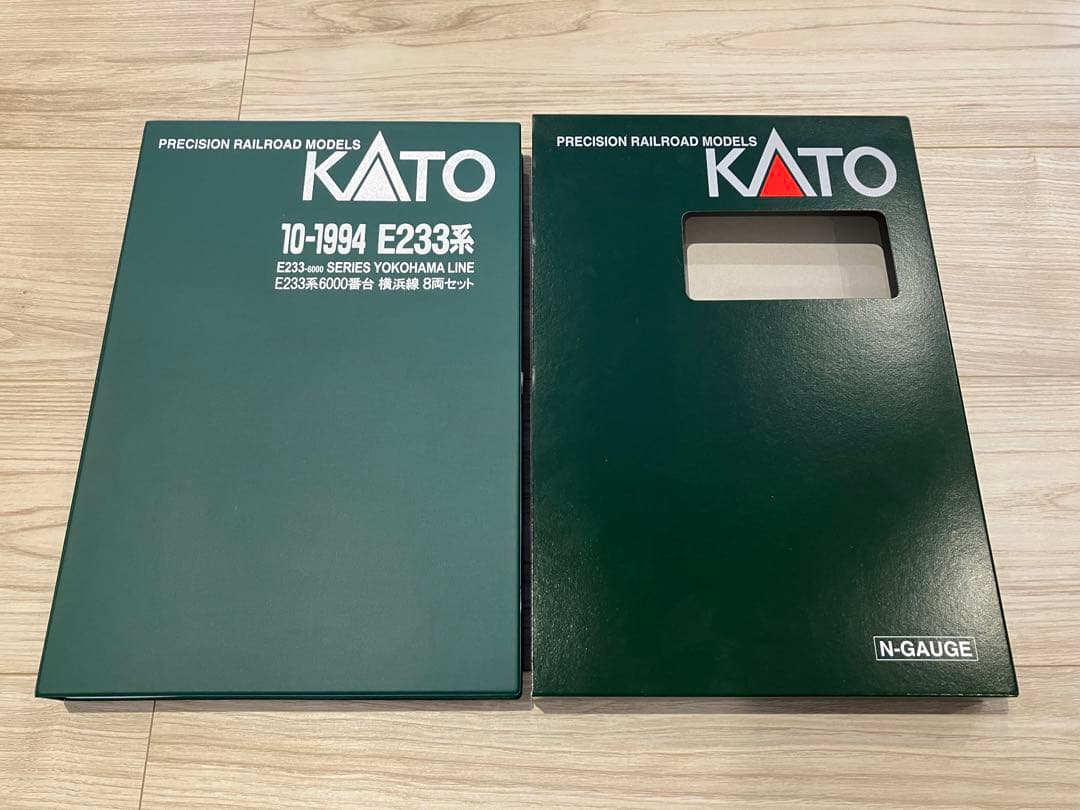 PRECISION RAILROAD MODELS
KATO
10-1994 E233系
E233-6000 SERIES YOKOHAMA LINE
E233系6000番台 横浜線 8両セット
PRECISION RAILROAD MODELS
KATO
N-GAUGE